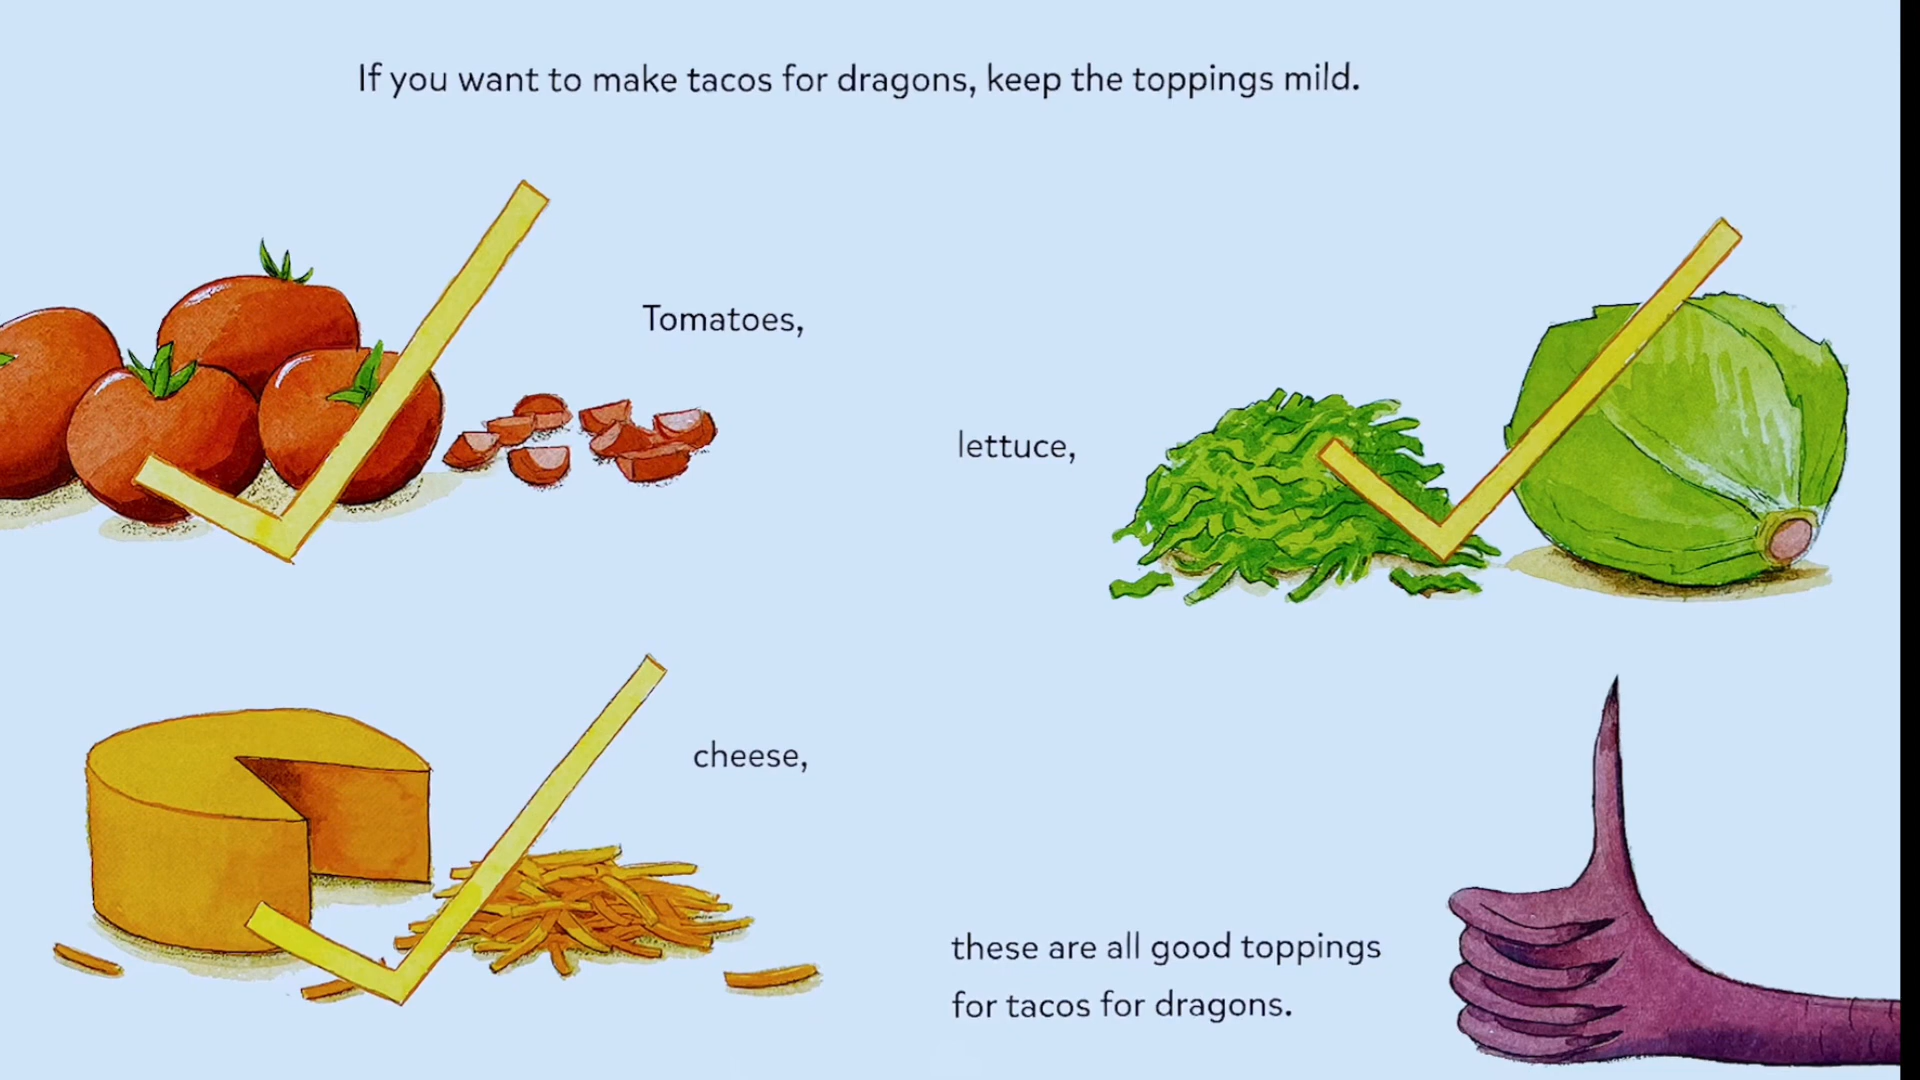 If you want to make tacos for dragons, keep the toppings mild.
Tomatoes,
lettuce,
cheese,
these are all good toppings
for tacos for dragons.